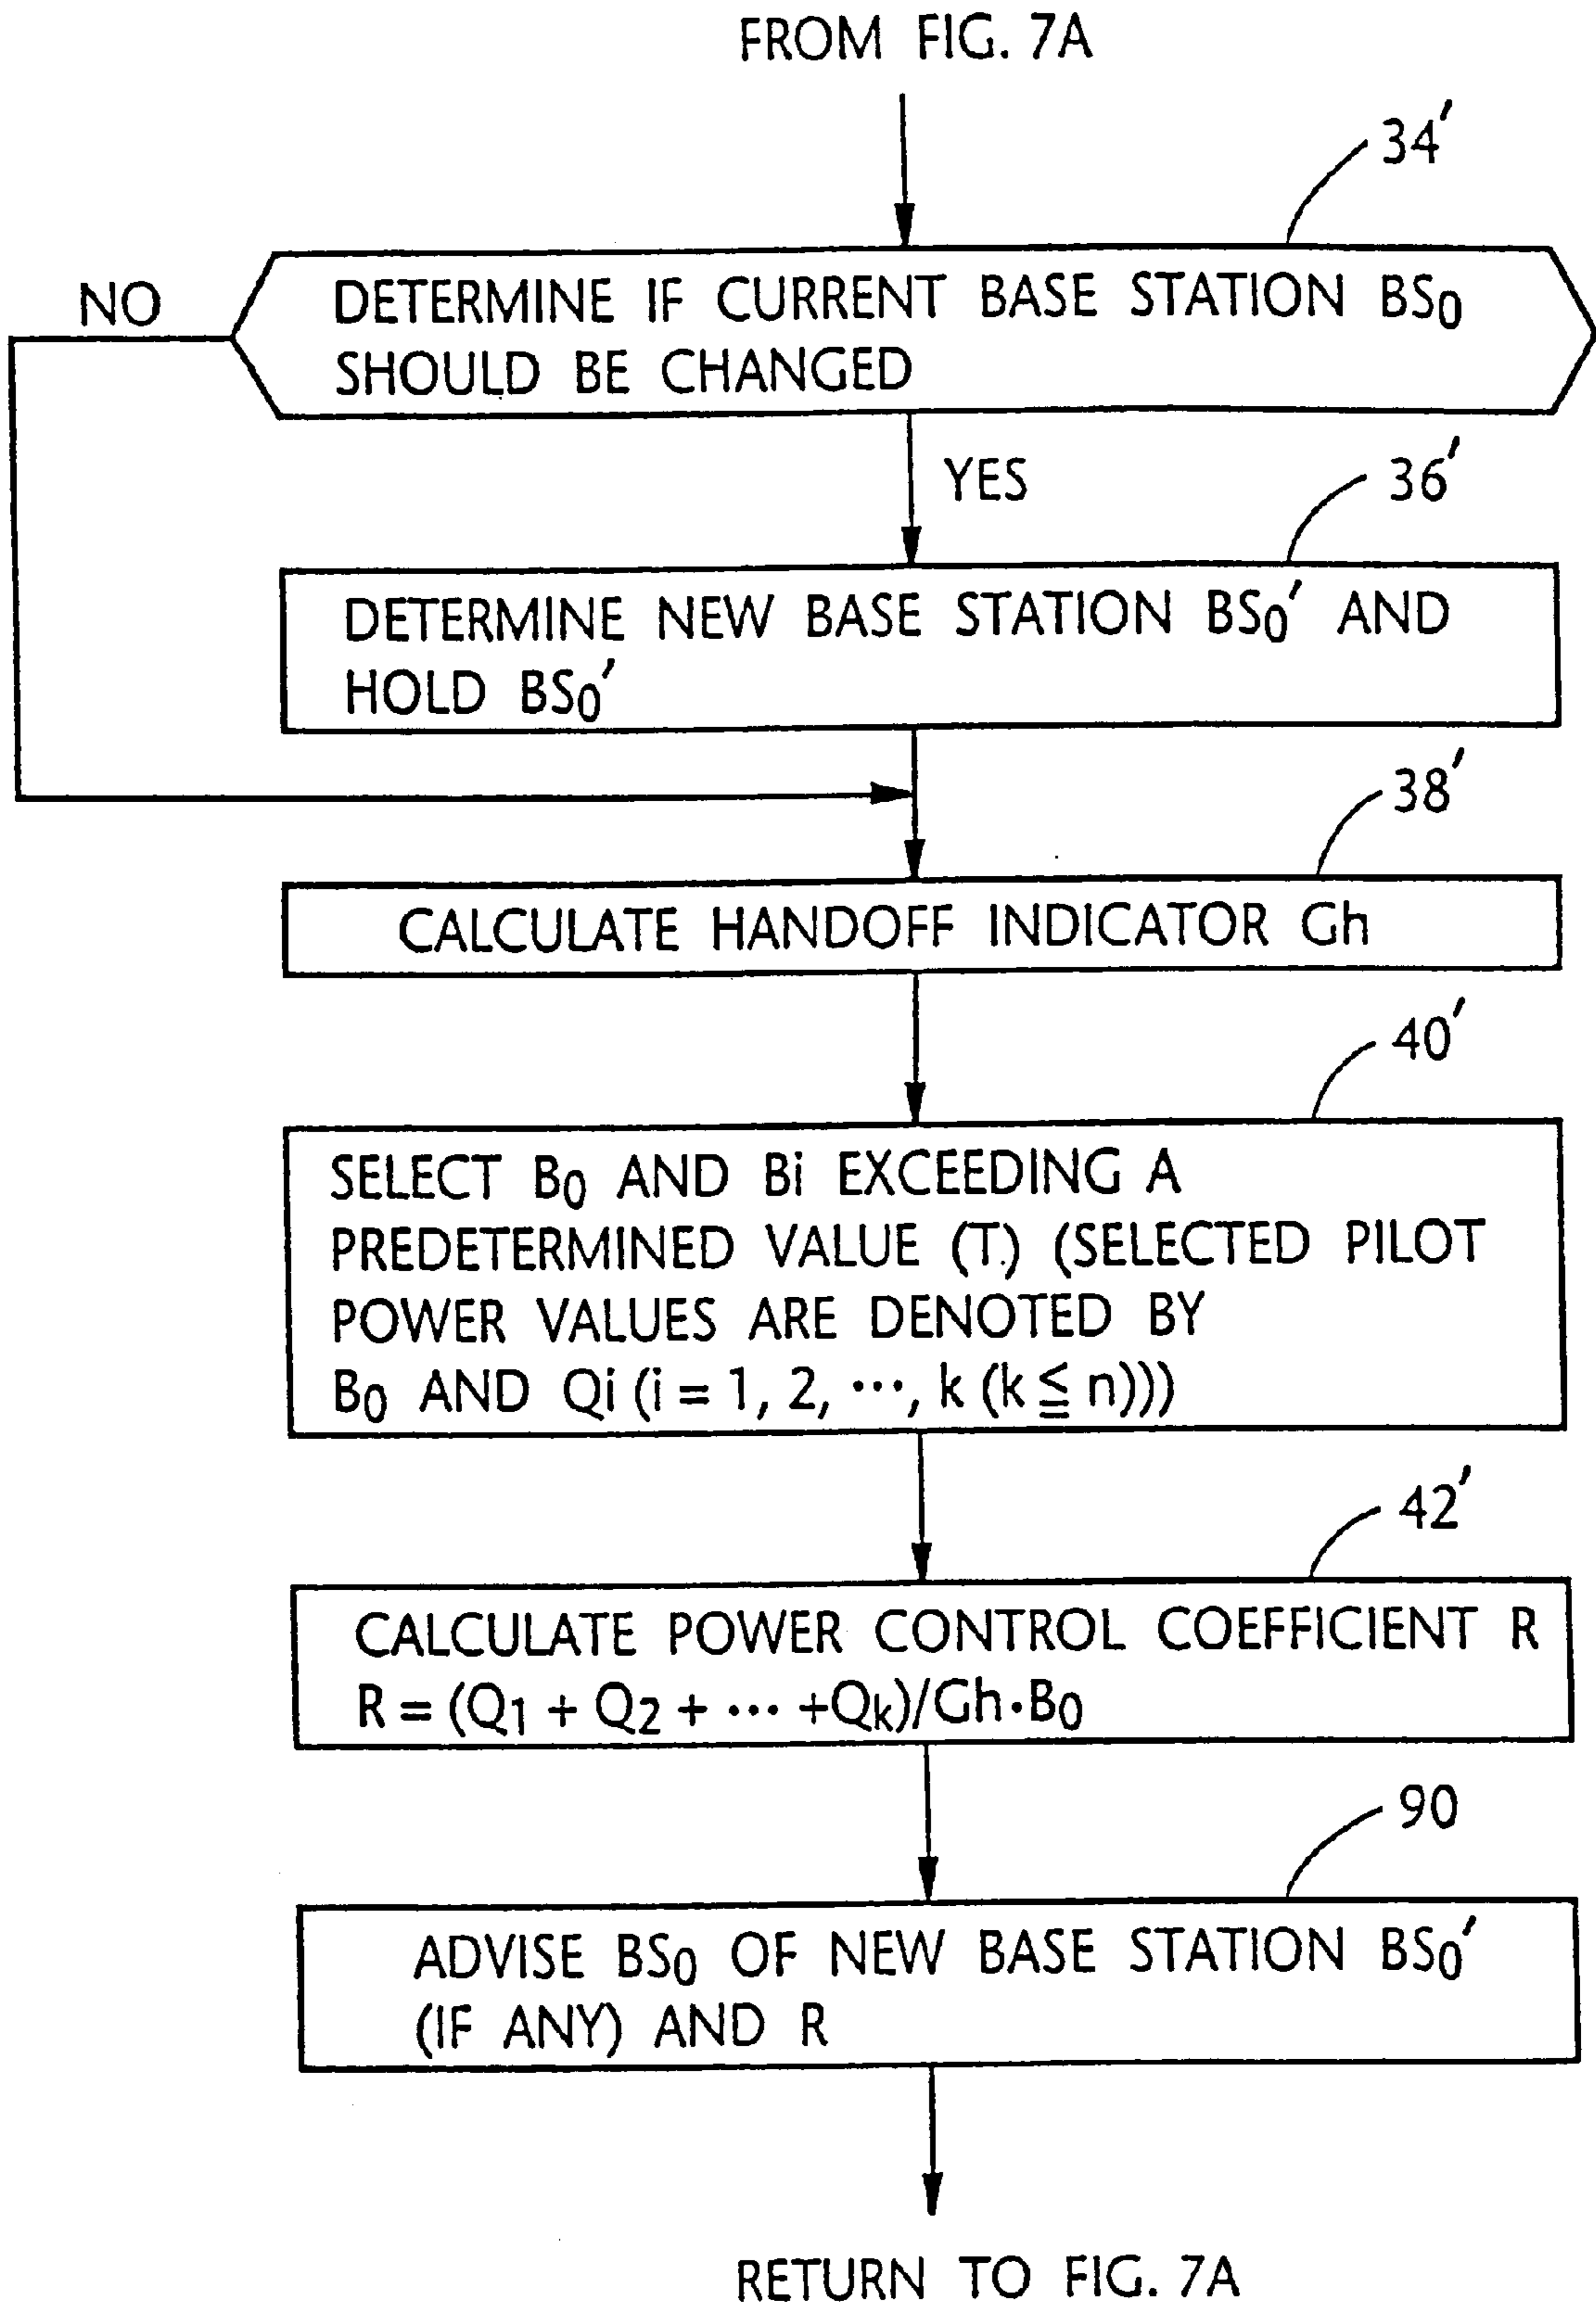 FROM FIG. 7A
34′
NO
DETERMINE IF CURRENT BASE STATION BS₀
SHOULD BE CHANGED
YES
36′
DETERMINE NEW BASE STATION BS₀′ AND
HOLD BS₀′
38′
CALCULATE HANDOFF INDICATOR Gh
40′
SELECT B₀ AND Bi EXCEEDING A
PREDETERMINED VALUE (T) (SELECTED PILOT
POWER VALUES ARE DENOTED BY
B₀ AND Qi (i = 1, 2, ⋯, k (k ≦ n)))
42′
CALCULATE POWER CONTROL COEFFICIENT R
R = (Q₁ + Q₂ + ⋯ +Qₖ)/Gh·B₀
90
ADVISE BS₀ OF NEW BASE STATION BS₀′
(IF ANY) AND R
RETURN TO FIG. 7A